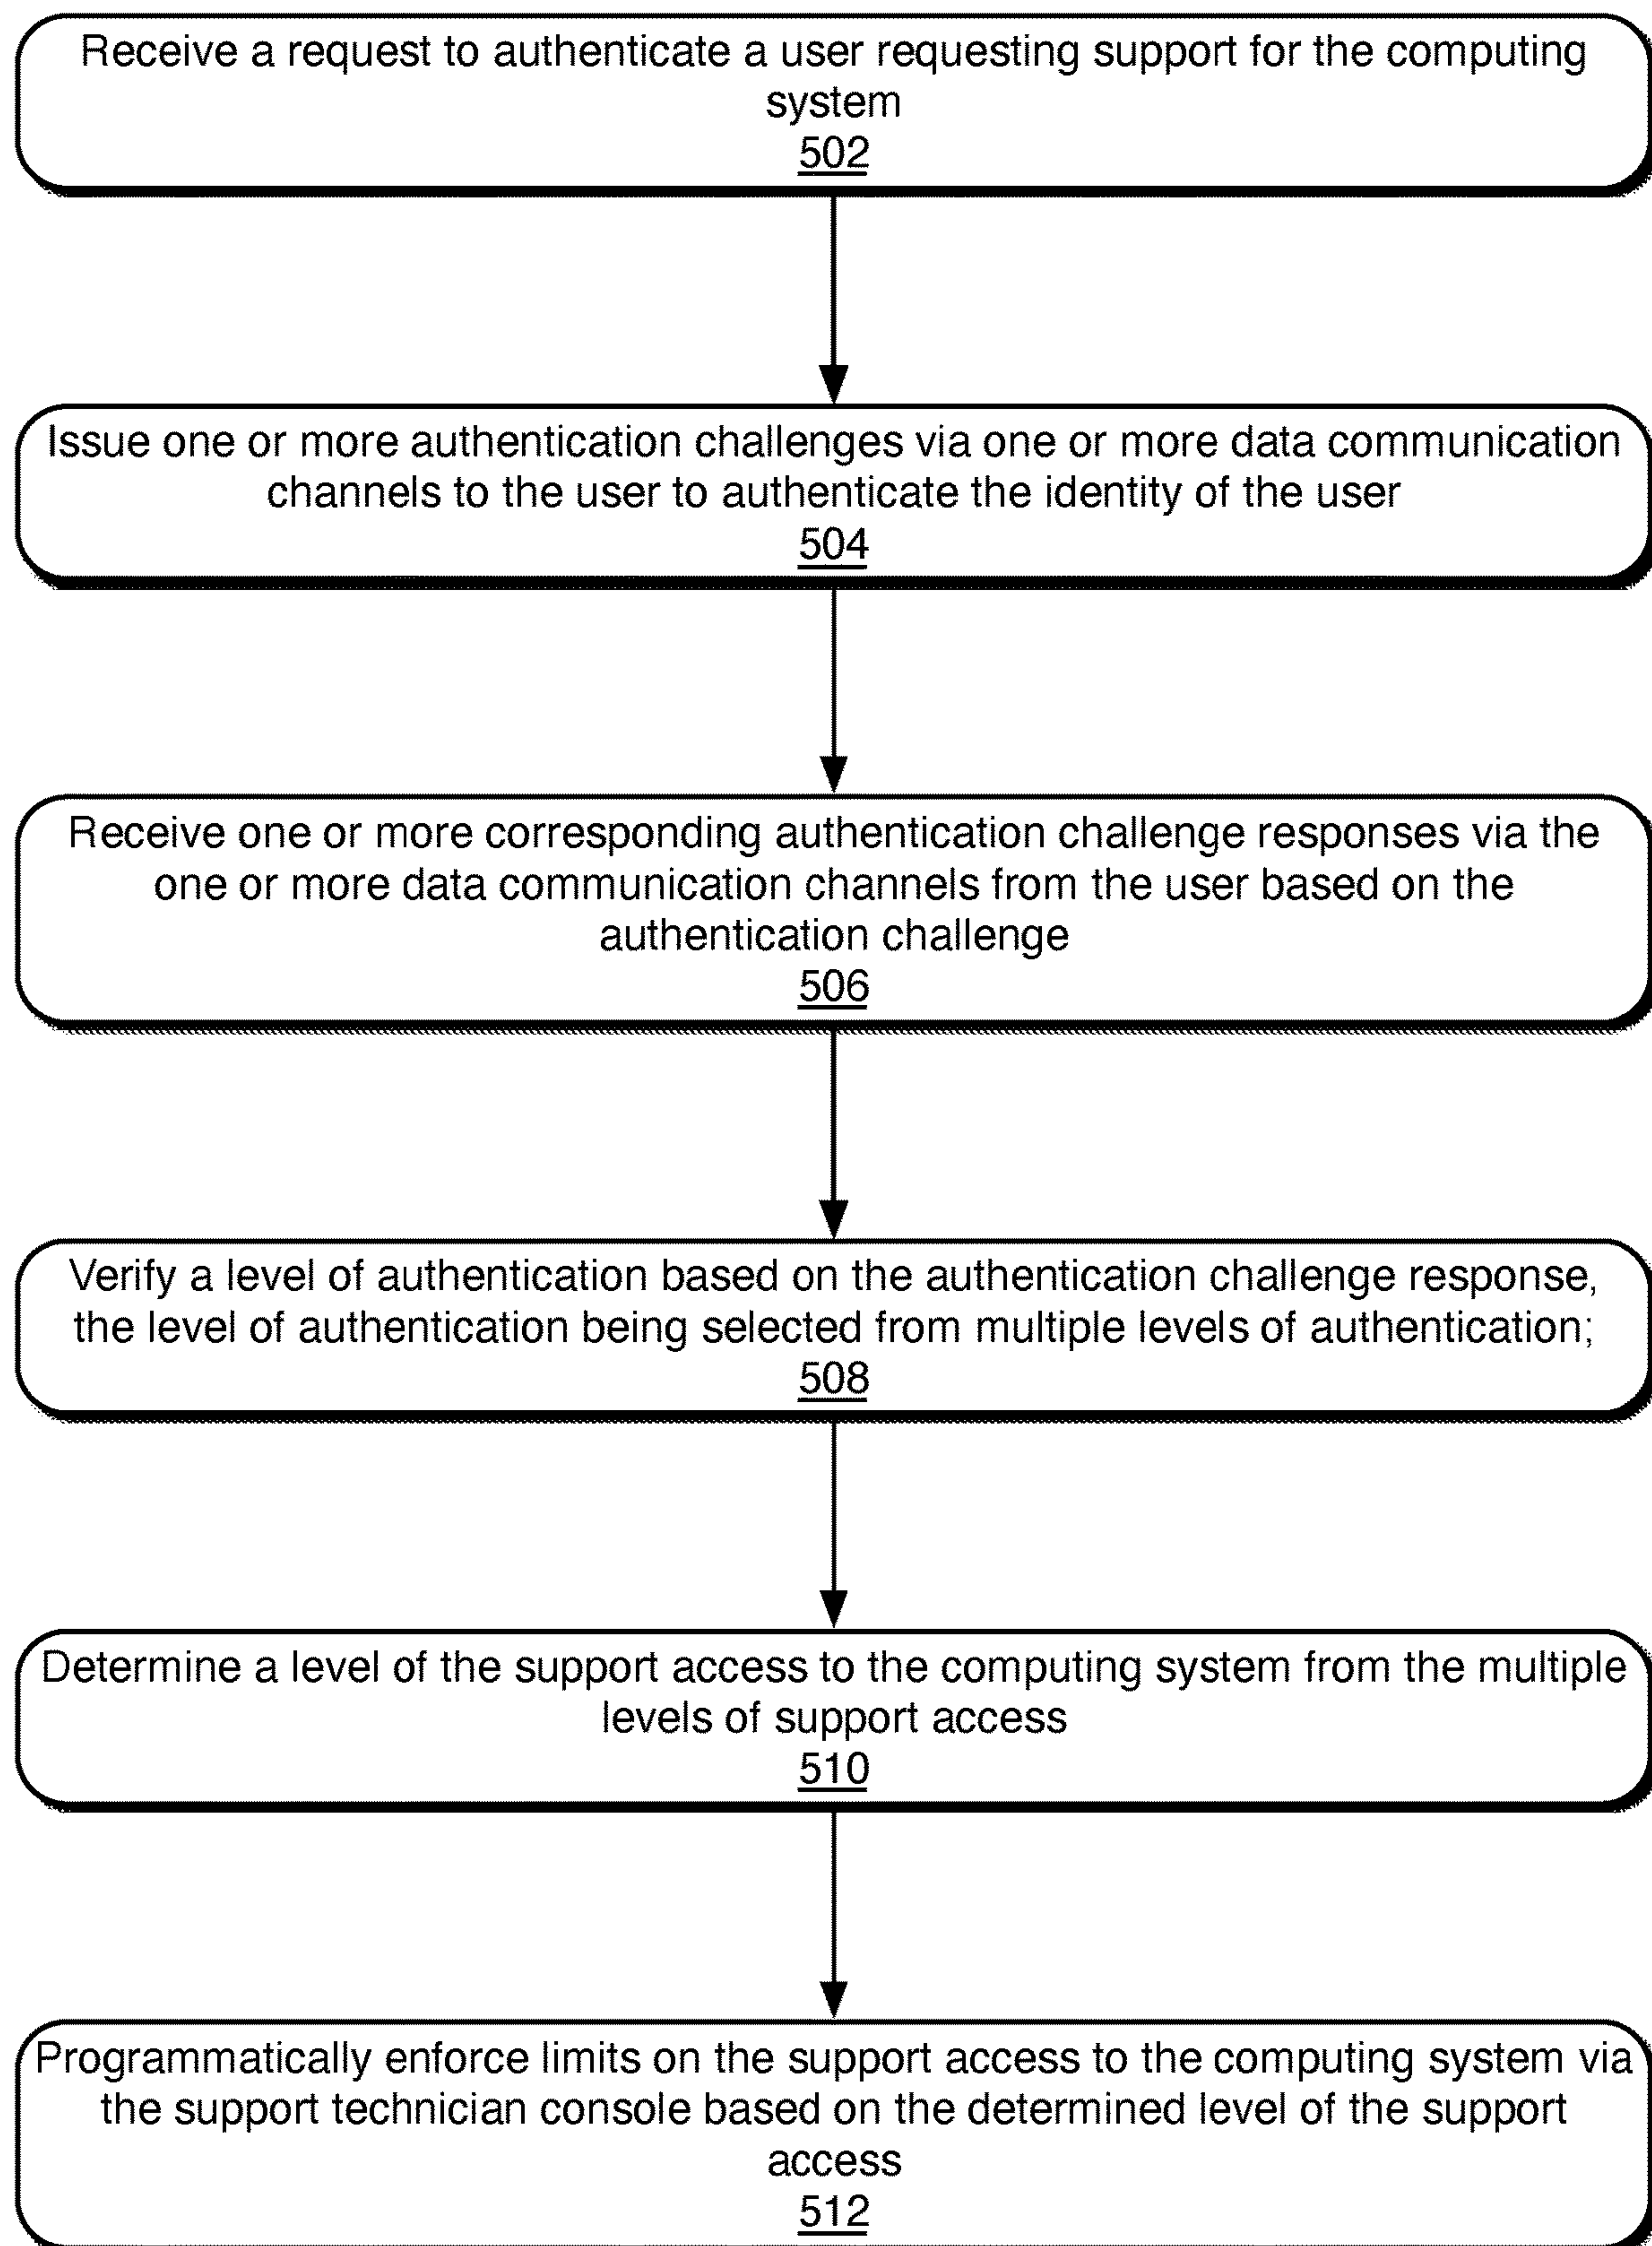 Receive a request to authenticate a user requesting support for the computing
system
502
Issue one or more authentication challenges via one or more data communication
channels to the user to authenticate the identity of the user
504
Receive one or more corresponding authentication challenge responses via the
one or more data communication channels from the user based on the
authentication challenge
506
Verify a level of authentication based on the authentication challenge response,
the level of authentication being selected from multiple levels of authentication;
508
Determine a level of the support access to the computing system from the multiple
levels of support access
510
Programmatically enforce limits on the support access to the computing system via
the support technician console based on the determined level of the support
access
512